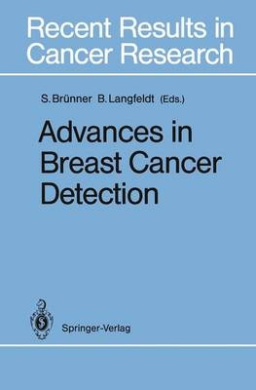 Recent Results in
Cancer Research
S. Brünner B. Langfeldt (Eds.)
Advances in
Breast Cancer
Detection
Springer-Verlag